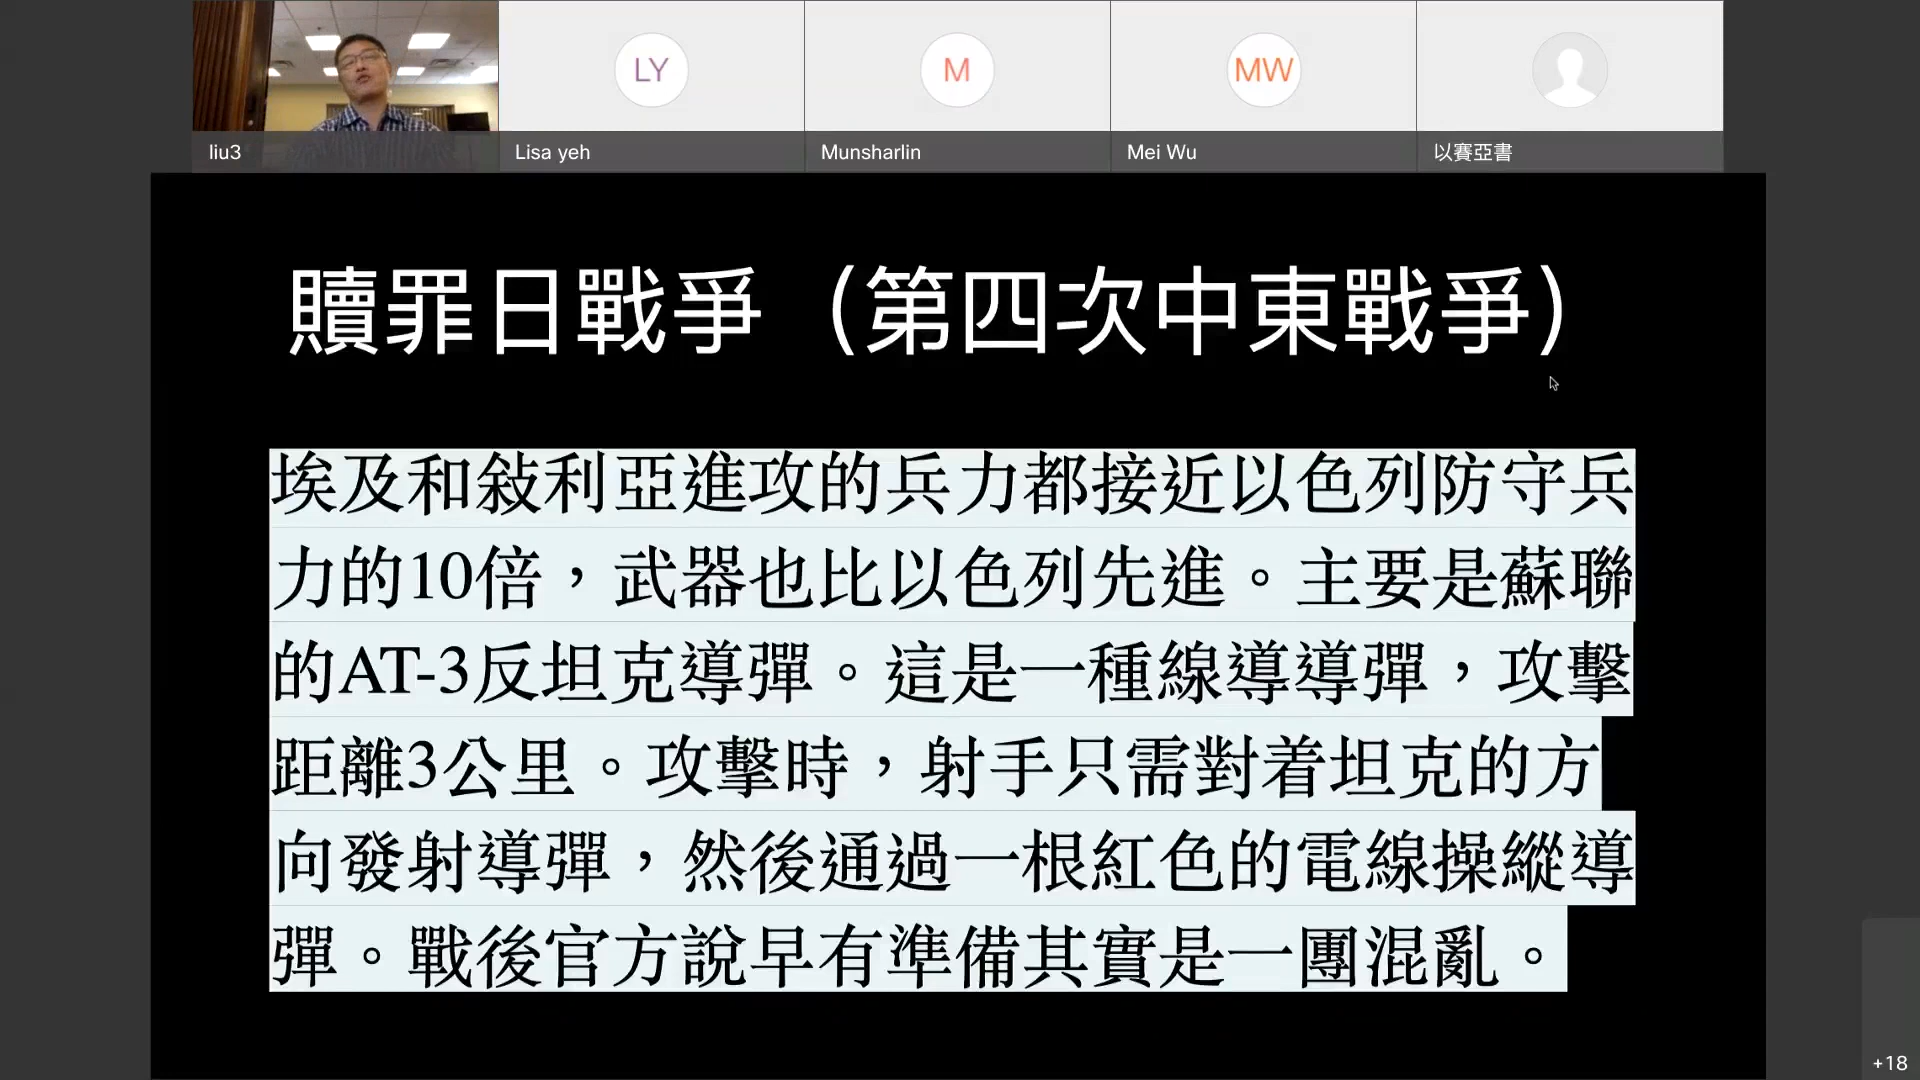 LY
M
MW
liu3
Lisa yeh
Munsharlin
Mei Wu
以賽亞書
贖罪日戰爭（第四次中東戰爭）
埃及和敍利亞進攻的兵力都接近以色列防守兵
力的10倍，武器也比以色列先進。主要是蘇聯
的AT-3反坦克導彈。這是一種線導導彈，攻擊
距離3公里。攻擊時，射手只需對着坦克的方
向發射導彈，然後通過一根紅色的電線操縱導
彈。戰後官方說早有準備其實是一團混亂。
+18